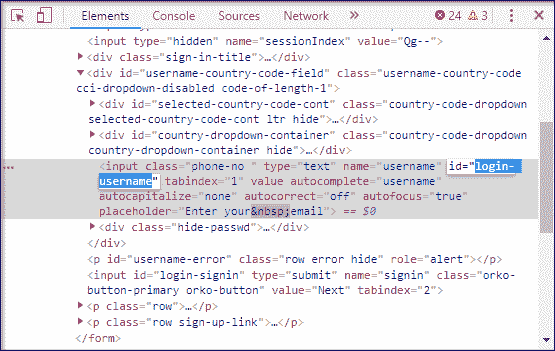 Elements Console Sources Network » 24 3
<input type="hidden" name="sessionIndex" value="Qg--">
<div class="sign-in-title">…</div>
<div id="username-country-code-field" class="username-country-code
cci-dropdown-disabled code-of-length-1">
<div id="selected-country-code-cont" class="country-code-dropdown
selected-country-code-cont ltr hide">…</div>
<div id="country-dropdown-container" class="country-code-dropdown
country-dropdown-container hide">…</div>
<input class="phone-no " type="text" name="username" id="login-
username" tabindex="1" value autocomplete="username"
autocapitalize="none" autocorrect="off" autofocus="true"
placeholder="Enter your&nbsp;email"> == $0
<div class="hide-passwd">…</div>
</div>
<p id="username-error" class="row error hide" role="alert"></p>
<input id="login-signin" type="submit" name="signin" class="orko-
button-primary orko-button" value="Next" tabindex="2">
<p class="row">…</p>
<p class="row sign-up-link">…</p>
</form>